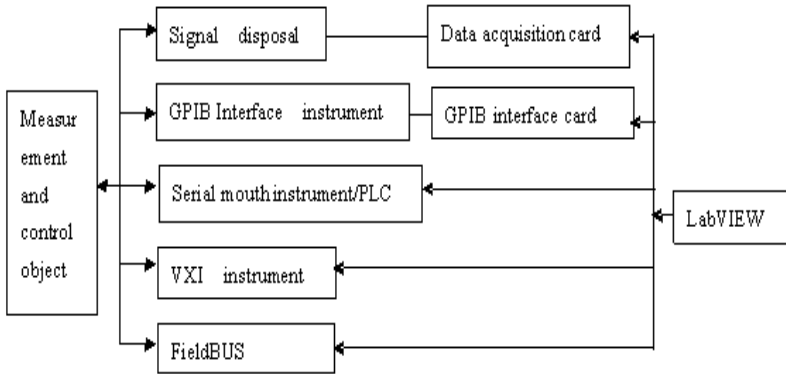 Signal disposal
Data acquisition card
GPIB Interface instrument
GPIB interface card
Measur
ement
and
control
object
Serial mouth instrument/PLC
LabVIEW
VXI instrument
FieldBUS